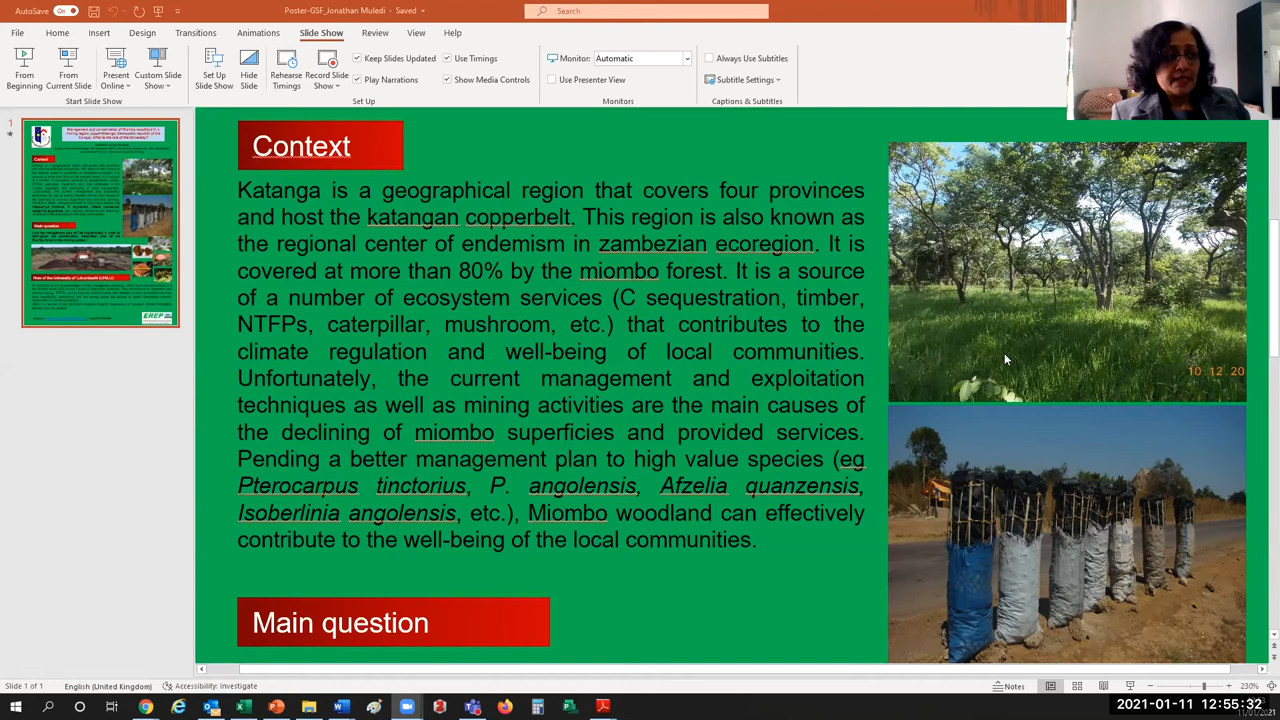 AutoSave On
Poster-GSF_Jonathan Muledi - Saved
Search
File Home Insert Design Transitions Animations Slide Show Review View Help
From Beginning
From Current Slide
Present Online
Custom Slide Show
Start Slide Show
Set Up Slide Show
Hide Slide
Rehearse Timings
Record Slide Show
Keep Slides Updated
Play Narrations
Use Timings
Show Media Controls
Set Up
Monitor: Automatic
Use Presenter View
Monitors
Always Use Subtitles
Subtitle Settings
Captions & Subtitles
1
Context
Katanga is a geographical region that covers four provinces
and host the katangan copperbelt. This region is also known as
the regional center of endemism in zambezian ecoregion. It is
covered at more than 80% by the miombo forest. It is a source
of a number of ecosystem services (C sequestration, timber,
NTFPs, caterpillar, mushroom, etc.) that contributes to the
climate regulation and well-being of local communities.
Unfortunately, the current management and exploitation
techniques as well as mining activities are the main causes of
the declining of miombo superficies and provided services.
Pending a better management plan to high value species (eg
Pterocarpus tinctorius, P. angolensis, Afzelia quanzensis,
Isoberlinia angolensis, etc.), Miombo woodland can effectively
contribute to the well-being of the local communities.
Main question
10.12.20
Slide 1 of 1 English (United Kingdom) Accessibility: Investigate
Notes
230%
2021-01-11 12:55:32